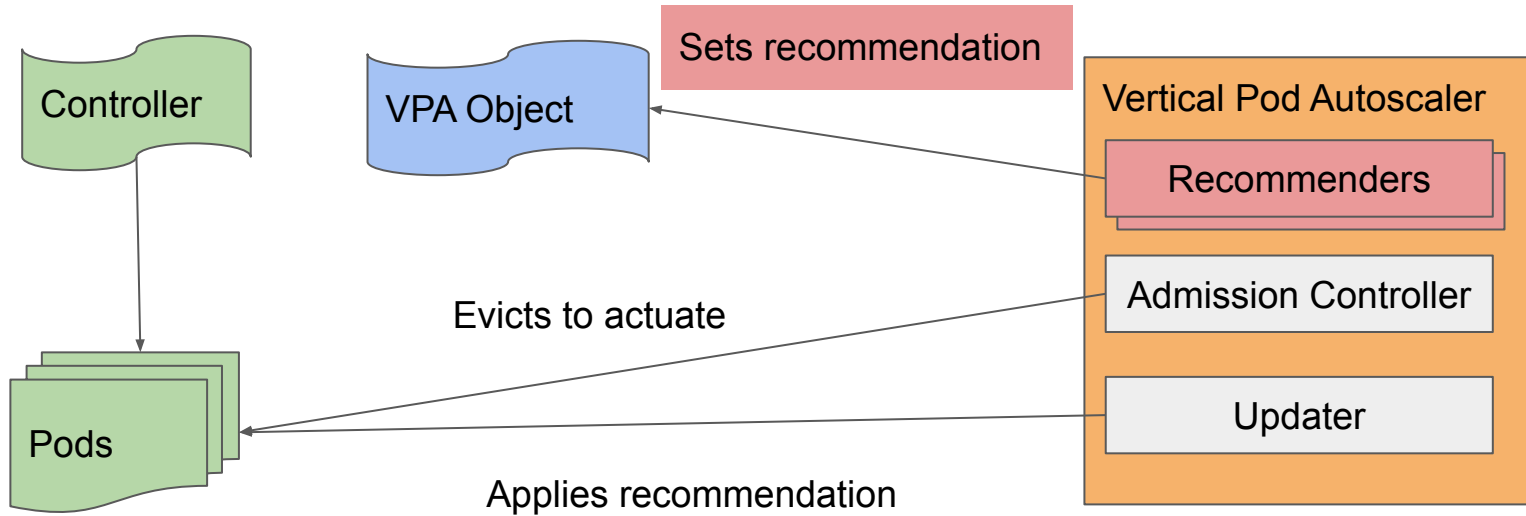 Controller
VPA Object
Sets recommendation
Vertical Pod Autoscaler
Recommenders
Admission Controller
Evicts to actuate
Updater
Pods
Applies recommendation